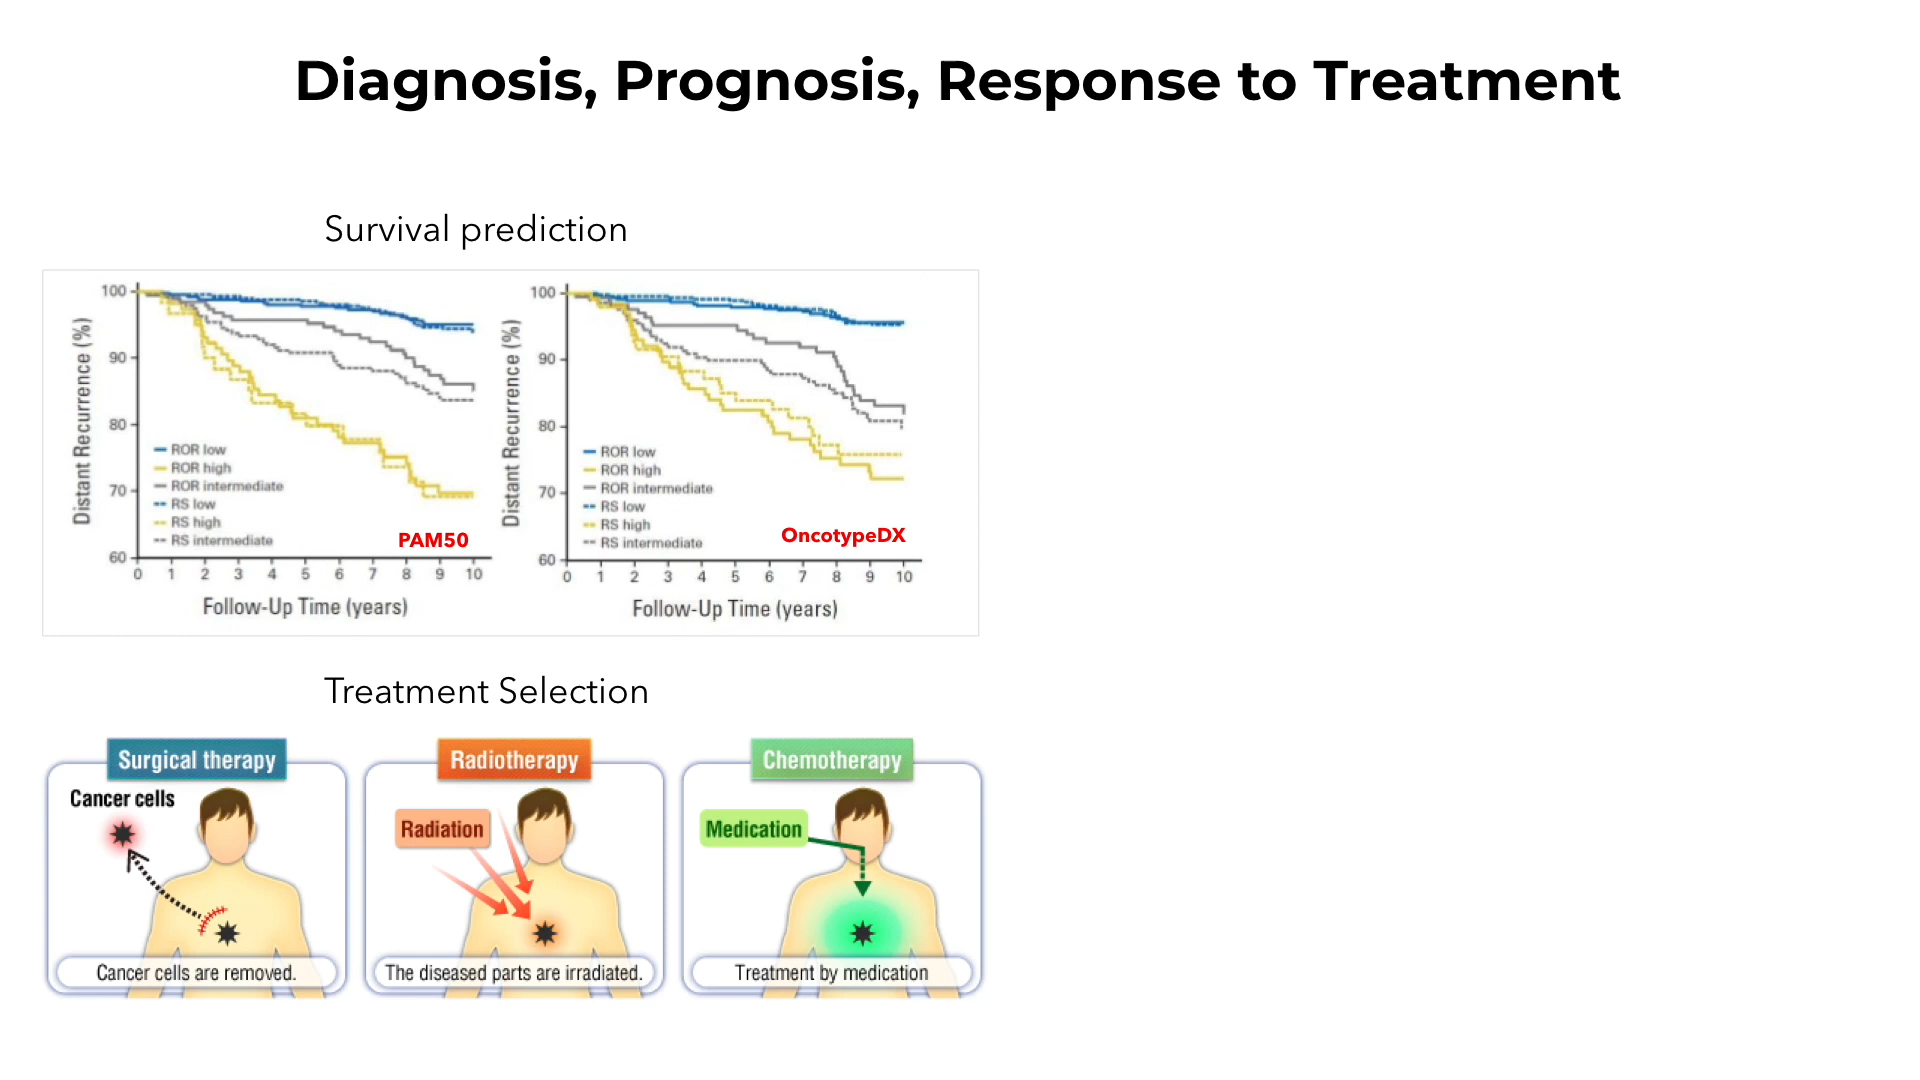 Diagnosis, Prognosis, Response to Treatment
Survival prediction
Distant Recurrence (%)
100
90
80
70
60
ROR low
ROR high
ROR intermediate
RS low
RS high
RS intermediate
PAM50
0 1 2 3 4 5 6 7 8 9 10
Follow-Up Time (years)
Distant Recurrence (%)
100
90
80
70
60
ROR low
ROR high
ROR intermediate
RS low
RS high
RS intermediate
OncotypeDX
0 1 2 3 4 5 6 7 8 9 10
Follow-Up Time (years)
Treatment Selection
Surgical therapy
Cancer cells
Cancer cells are removed.
Radiotherapy
Radiation
The diseased parts are irradiated.
Chemotherapy
Medication
Treatment by medication